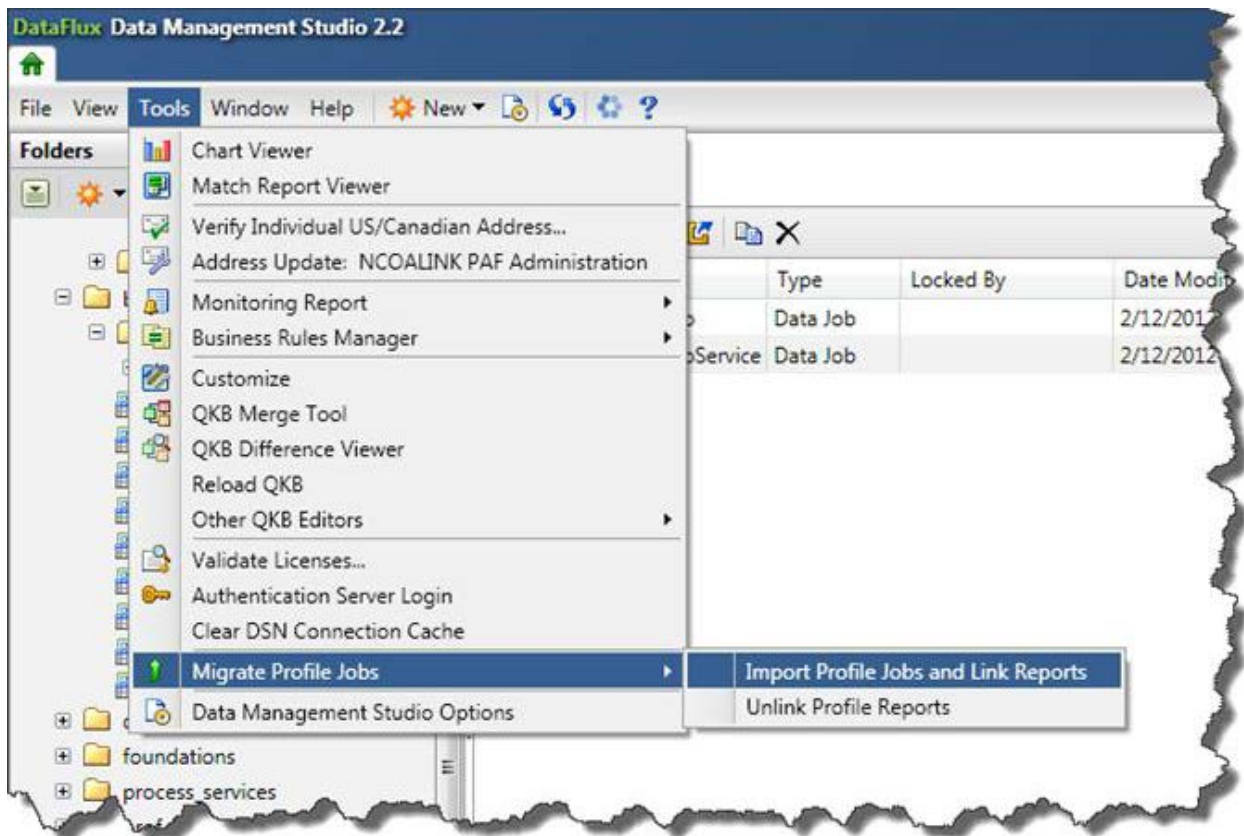 DataFlux Data Management Studio 2.2
File View Tools Window Help New
Folders
Chart Viewer
Match Report Viewer
Verify Individual US/Canadian Address...
Address Update: NCOALINK PAF Administration
Monitoring Report
Business Rules Manager
Customize
QKB Merge Tool
QKB Difference Viewer
Reload QKB
Other QKB Editors
Validate Licenses...
Authentication Server Login
Clear DSN Connection Cache
Migrate Profile Jobs
Data Management Studio Options
Import Profile Jobs and Link Reports
Unlink Profile Reports
Type Locked By Date
Data Job 2/12/201
Service Data Job 2/12/2012
foundations
process_services